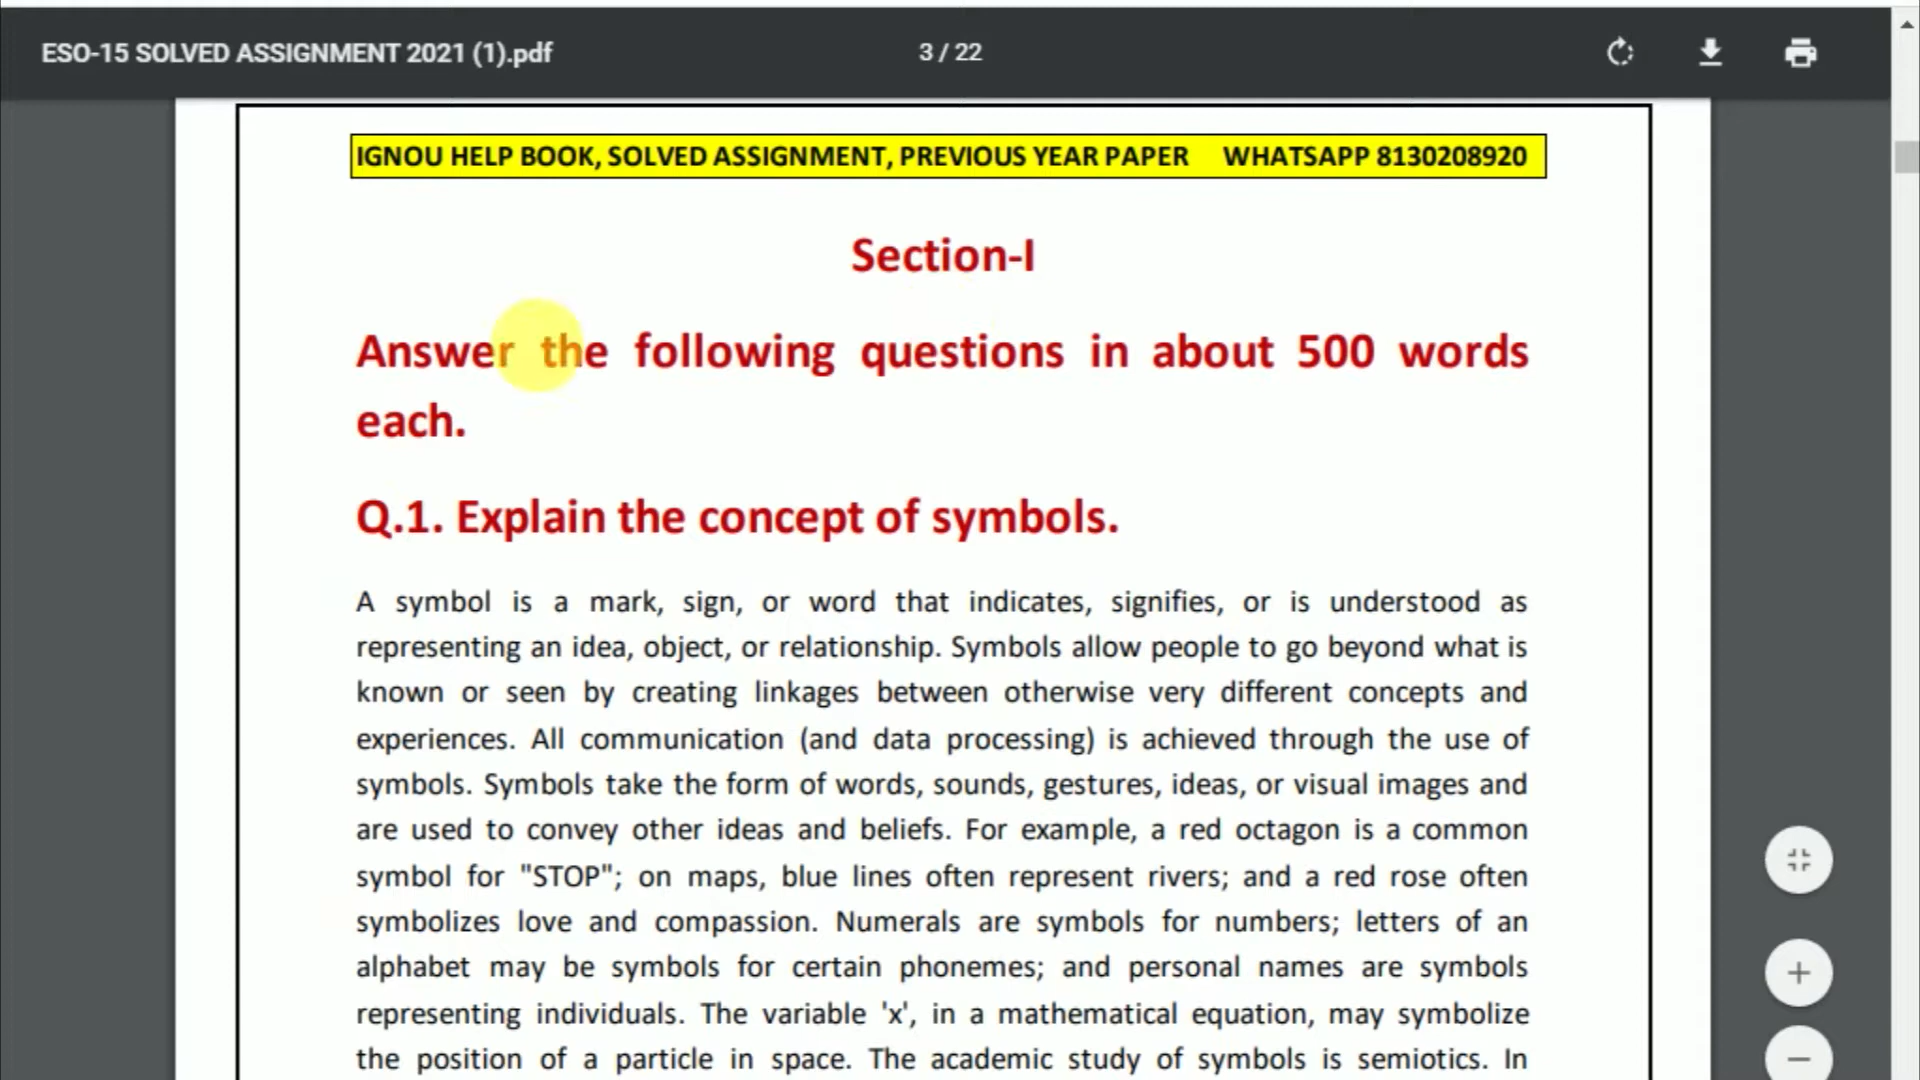 ESO-15 SOLVED ASSIGNMENT 2021 (1).pdf
3 / 22
IGNOU HELP BOOK, SOLVED ASSIGNMENT, PREVIOUS YEAR PAPER WHATSAPP 8130208920
Section-I
Answer the following questions in about 500 words
each.
Q.1. Explain the concept of symbols.
A symbol is a mark, sign, or word that indicates, signifies, or is understood as
representing an idea, object, or relationship. Symbols allow people to go beyond what is
known or seen by creating linkages between otherwise very different concepts and
experiences. All communication (and data processing) is achieved through the use of
symbols. Symbols take the form of words, sounds, gestures, ideas, or visual images and
are used to convey other ideas and beliefs. For example, a red octagon is a common
symbol for "STOP"; on maps, blue lines often represent rivers; and a red rose often
symbolizes love and compassion. Numerals are symbols for numbers; letters of an
alphabet may be symbols for certain phonemes; and personal names are symbols
representing individuals. The variable 'x', in a mathematical equation, may symbolize
the position of a particle in space. The academic study of symbols is semiotics. In